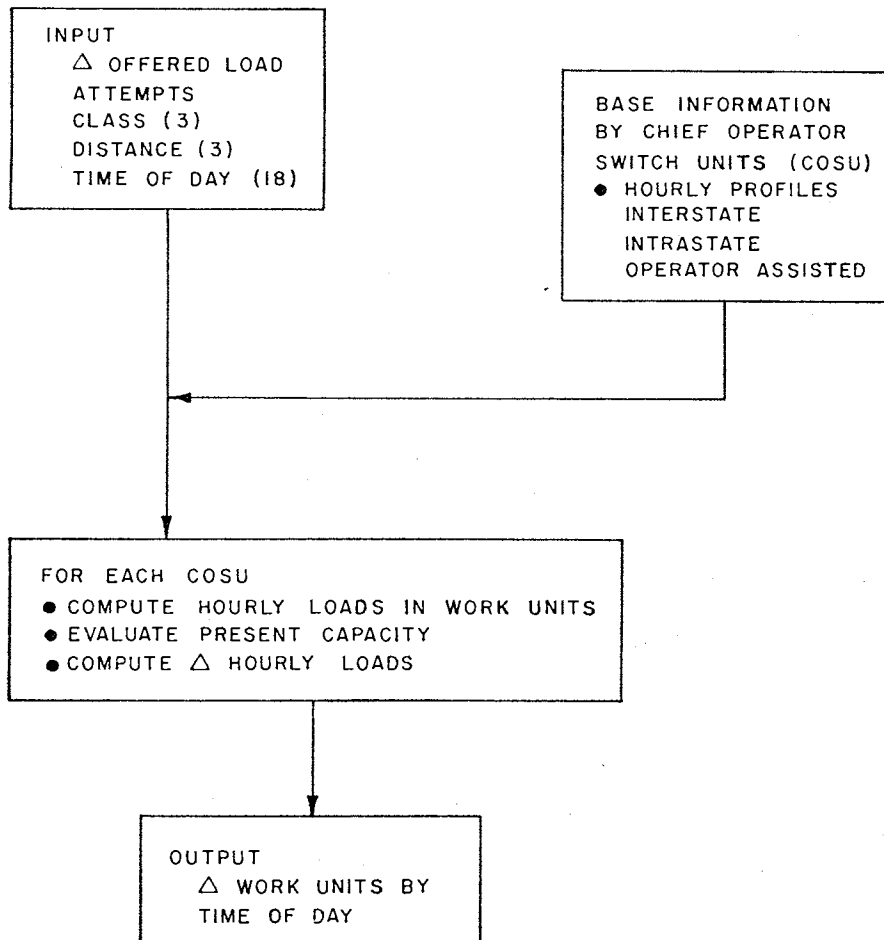 INPUT
△ OFFERED LOAD
ATTEMPTS
CLASS (3)
DISTANCE (3)
TIME OF DAY (18)
BASE INFORMATION
BY CHIEF OPERATOR
SWITCH UNITS (COSU)
● HOURLY PROFILES
INTERSTATE
INTRASTATE
OPERATOR ASSISTED
FOR EACH COSU
● COMPUTE HOURLY LOADS IN WORK UNITS
● EVALUATE PRESENT CAPACITY
● COMPUTE △ HOURLY LOADS
OUTPUT
△ WORK UNITS BY
TIME OF DAY